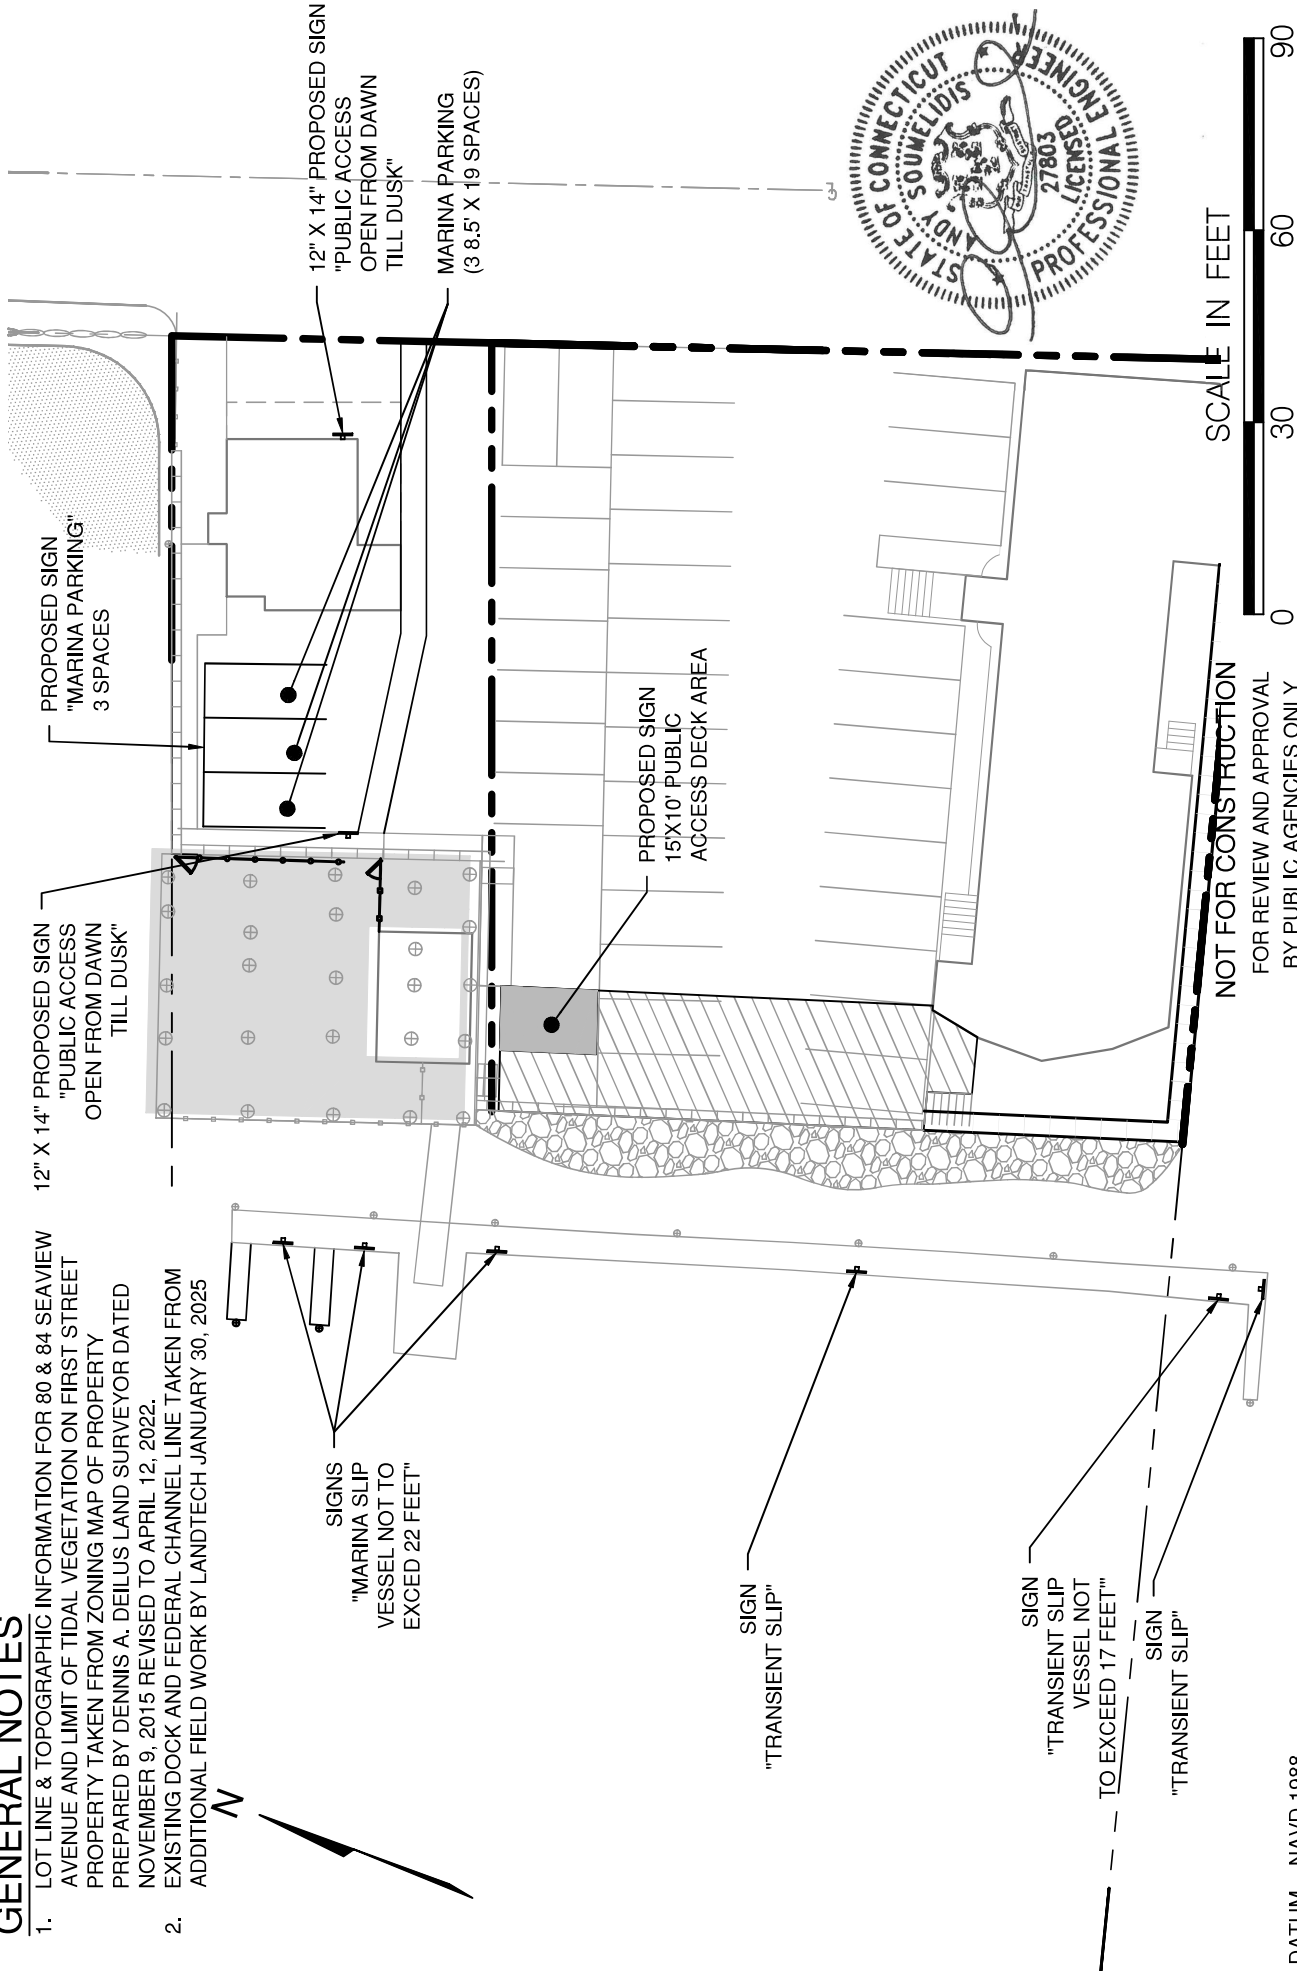 GENERAL NOTES
1. LOT LINE & TOPOGRAPHIC INFORMATION FOR 80 & 84 SEAVIEW
AVENUE AND LIMIT OF TIDAL VEGETATION ON FIRST STREET
PROPERTY TAKEN FROM ZONING MAP OF PROPERTY
PREPARED BY DENNIS A. DEILUS LAND SURVEYOR DATED
NOVEMBER 9, 2015 REVISED TO APRIL 12, 2022.
2. EXISTING DOCK AND FEDERAL CHANNEL LINE TAKEN FROM
ADDITIONAL FIELD WORK BY LANDTECH JANUARY 30, 2025
N
12" X 14" PROPOSED SIGN
"PUBLIC ACCESS
OPEN FROM DAWN
TILL DUSK"
PROPOSED SIGN
"MARINA PARKING"
3 SPACES
12" X 14" PROPOSED SIGN
"PUBLIC ACCESS
OPEN FROM DAWN
TILL DUSK"
MARINA PARKING
(3 8.5' X 19 SPACES)
SIGNS
"MARINA SLIP
VESSEL NOT TO
EXCED 22 FEET"
PROPOSED SIGN
15'X10' PUBLIC
ACCESS DECK AREA
SIGN
"TRANSIENT SLIP"
SIGN
"TRANSIENT SLIP
VESSEL NOT
TO EXCEED 17 FEET'"
SIGN
"TRANSIENT SLIP"
STATE OF CONNECTICUT
ANDY SOUMELIDIS
27803
LICENSED
PROFESSIONAL ENGINEER
SCALE IN FEET
0 30 60 90
NOT FOR CONSTRUCTION
FOR REVIEW AND APPROVAL
BY PUBLIC AGENCIES ONLY
DATUM NAVD 1988